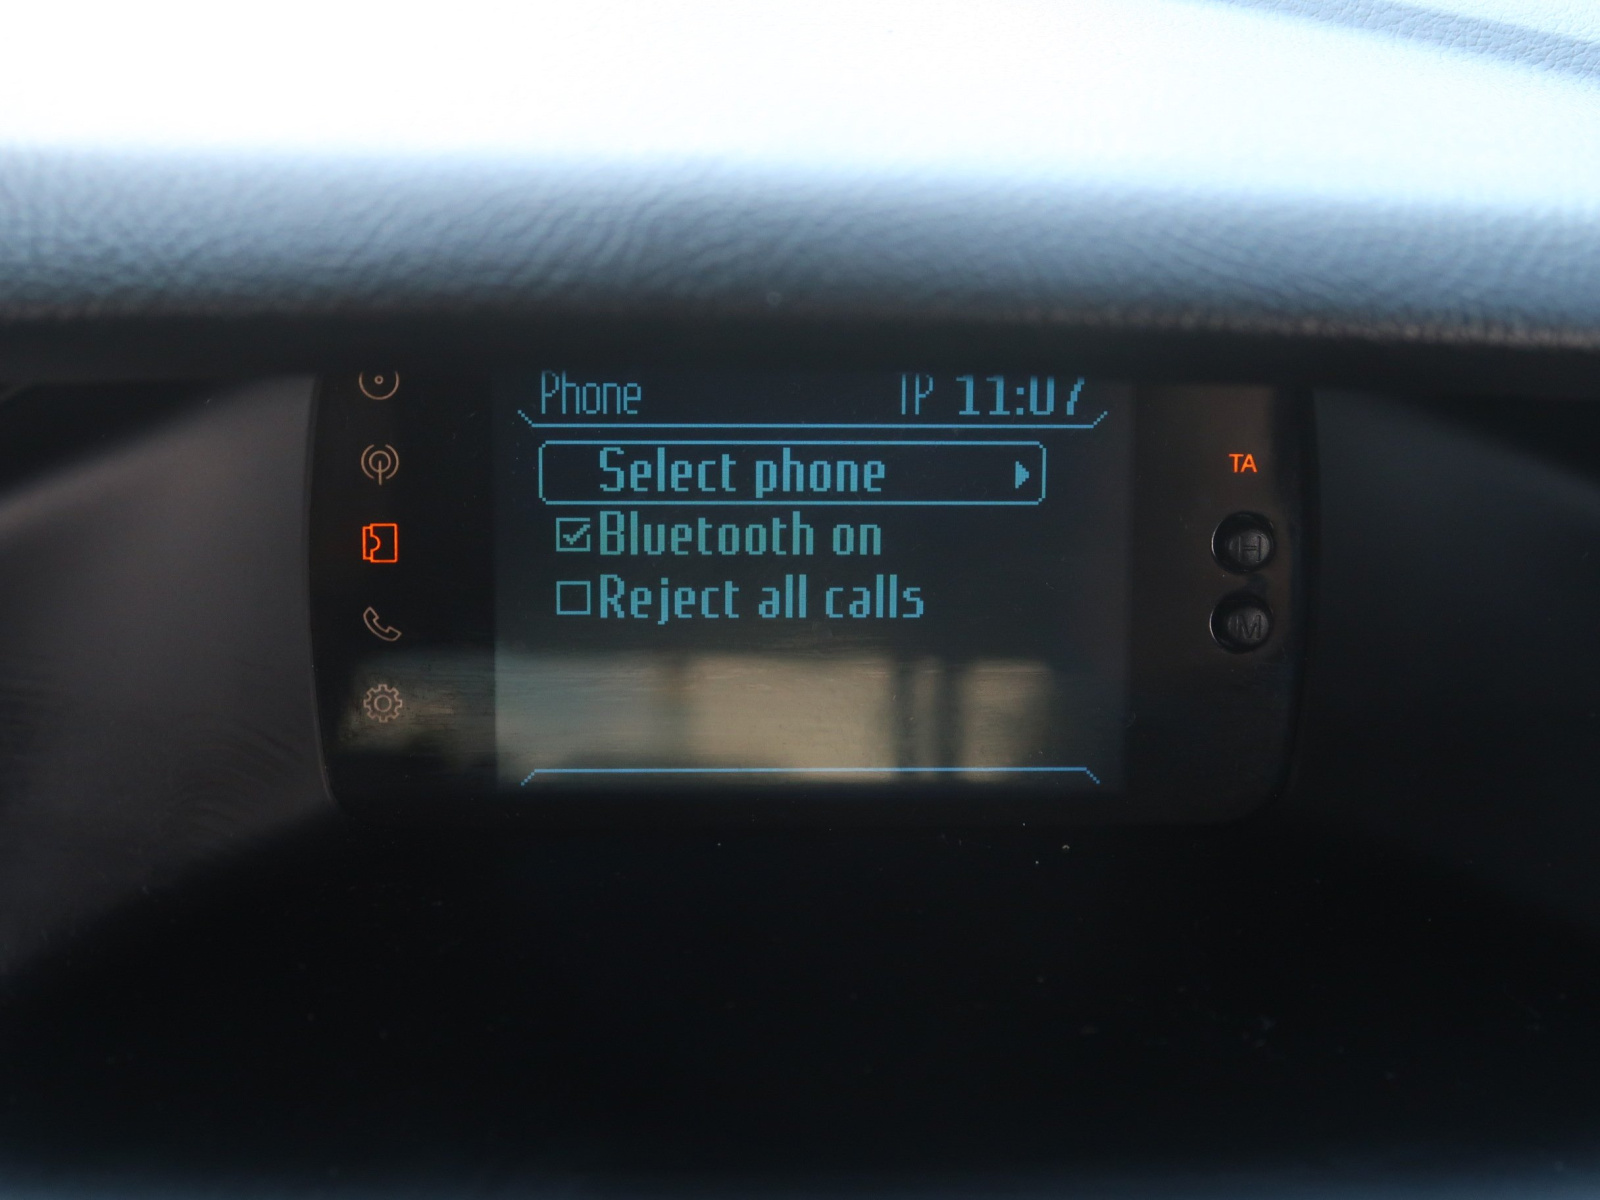 Phone TP 11:07
Select phone
Bluetooth on
Reject all calls
TA
H
M